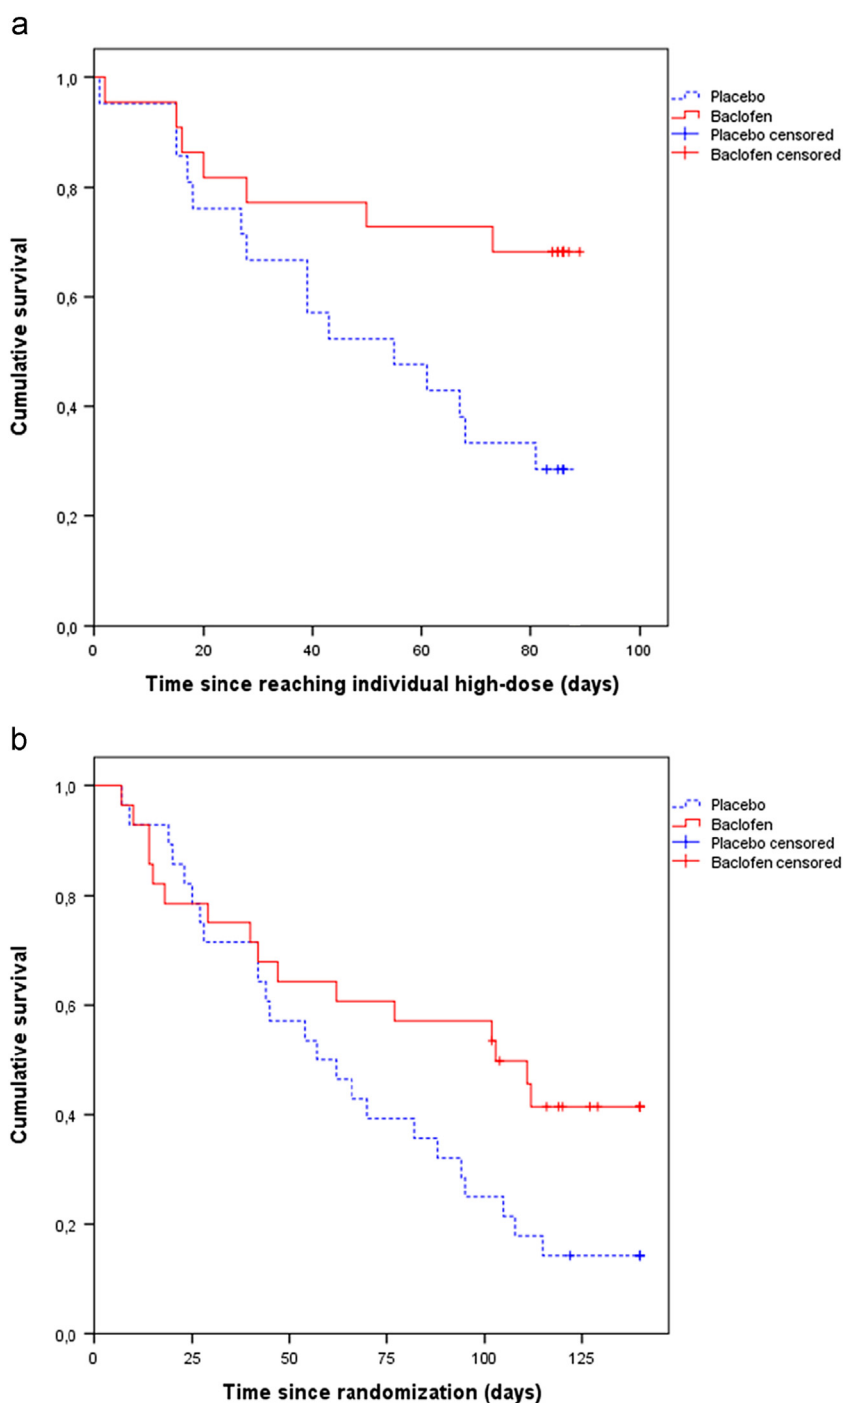 a
1,0
0,8
0,6
0,4
0,2
0,0
Cumulative survival
0 20 40 60 80 100
Time since reaching individual high-dose (days)
Placebo
Baclofen
Placebo censored
Baclofen censored
b
1,0
0,8
0,6
0,4
0,2
0,0
Cumulative survival
0 25 50 75 100 125
Time since randomization (days)
Placebo
Baclofen
Placebo censored
Baclofen censored